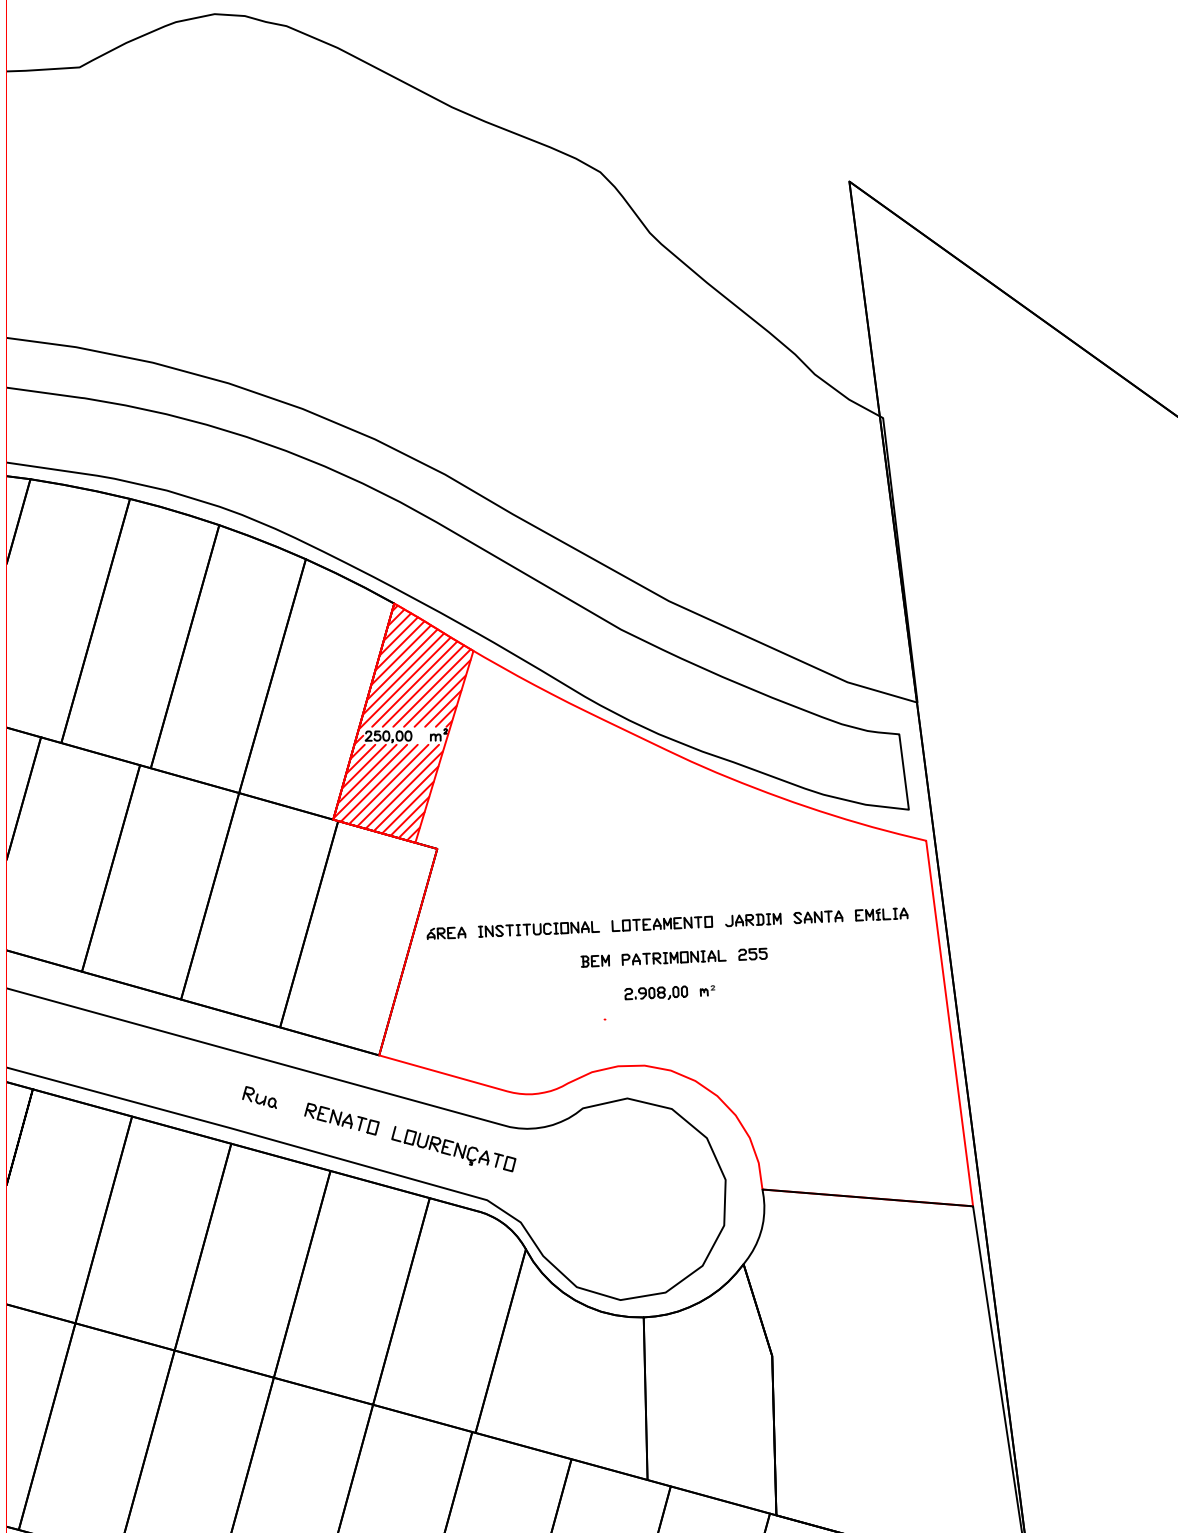 250,00 m²
ÁREA INSTITUCIONAL LOTEAMENTO JARDIM SANTA EMíLIA
BEM PATRIMONIAL 255
2.908,00 m²
Rua RENATO LOURENÇATO